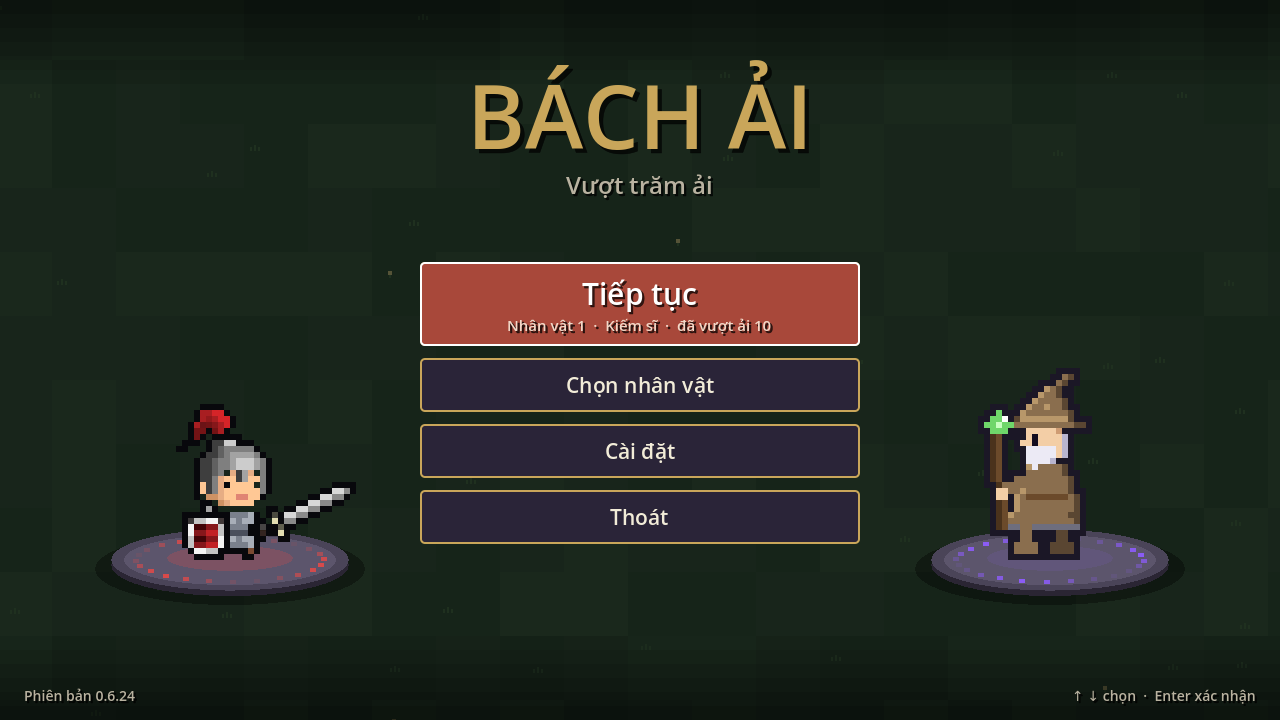 BÁCH ẢI
Vượt trăm ải
Tiếp tục
Nhân vật 1 · Kiếm sĩ · đã vượt ải 10
Chọn nhân vật
Cài đặt
Thoát
Phiên bản 0.6.24
↑ ↓ chọn · Enter xác nhận